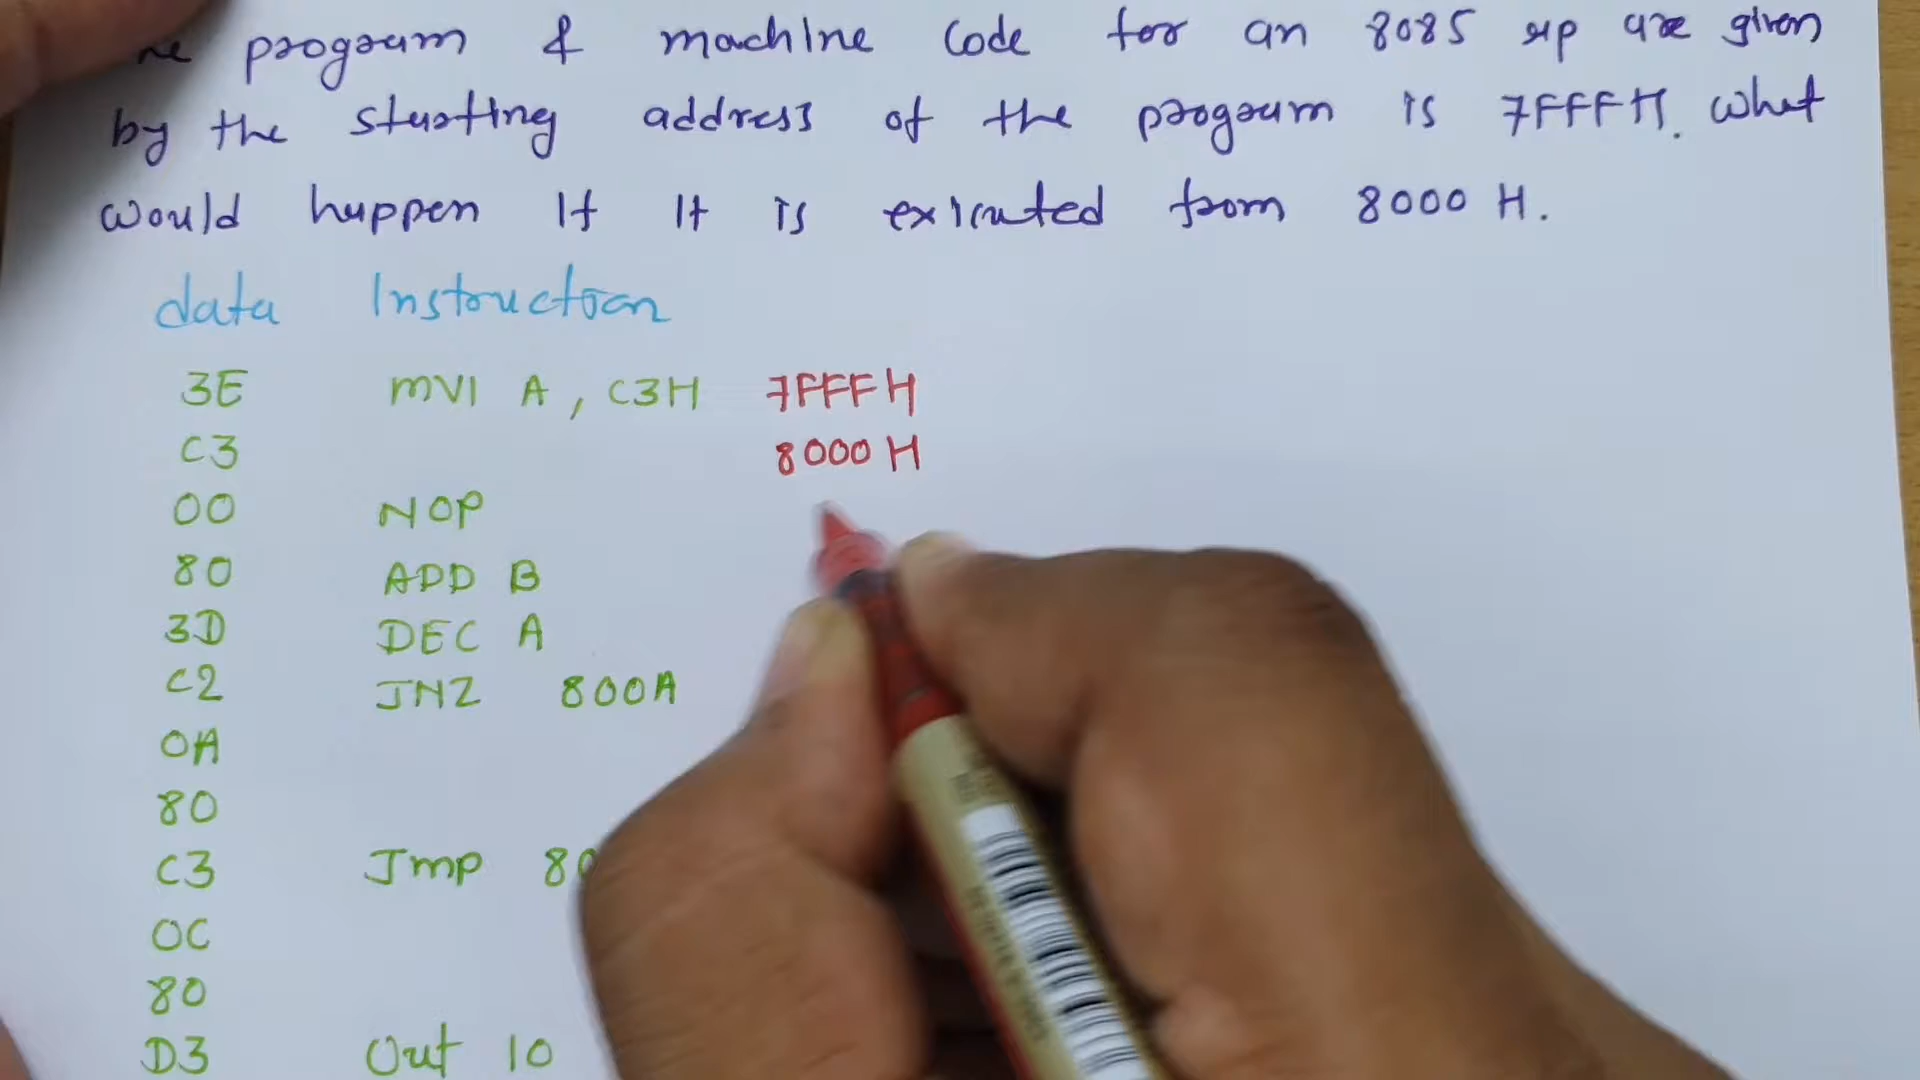 program & machine code for an 8085 μp are given
by the starting address of the program is 7FFFH. what
would happen if it is exicuted from 8000 H.
data Instruction
3E MVI A, C3H 7FFFH
C3 8000 H
00 NOP
80 ADD B
3D DEC A
C2 JNZ 800A
0A
80
C3 Jmp
0C
80
D3 Out 10